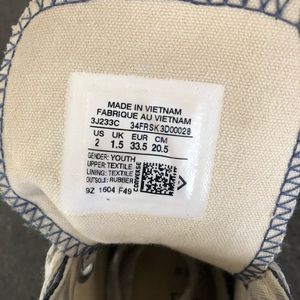 MADE IN VIETNAM
FABRIQUE AU VIETNAM
3J233C 34FRSK3D00028
US UK EUR CM
2 1.5 33.5 20.5
GENDER: YOUTH
UPPER: TEXTILE
LINING: TEXTILE
OUTSOLE: RUBBER
9Z 1604 F49
CONVERSE